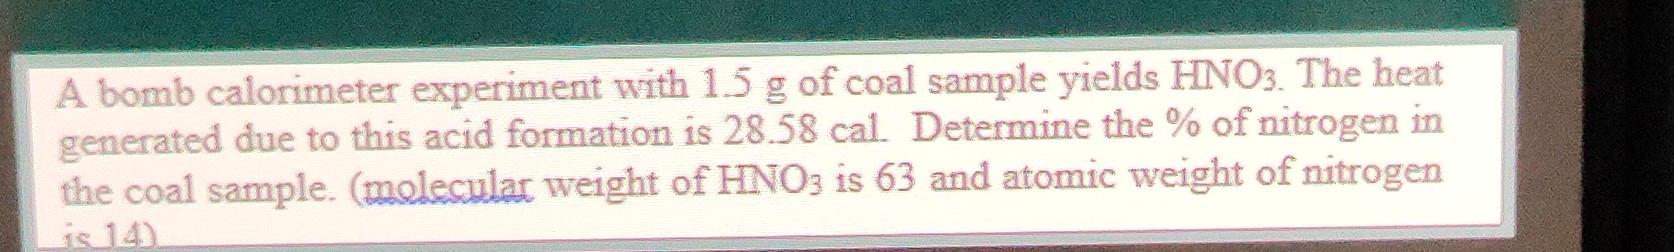 A bomb calorimeter experiment with 1.5 g of coal sample yields HNO₃. The heat
generated due to this acid formation is 28.58 cal. Determine the % of nitrogen in
the coal sample. (molecular weight of HNO₃ is 63 and atomic weight of nitrogen
is 14)